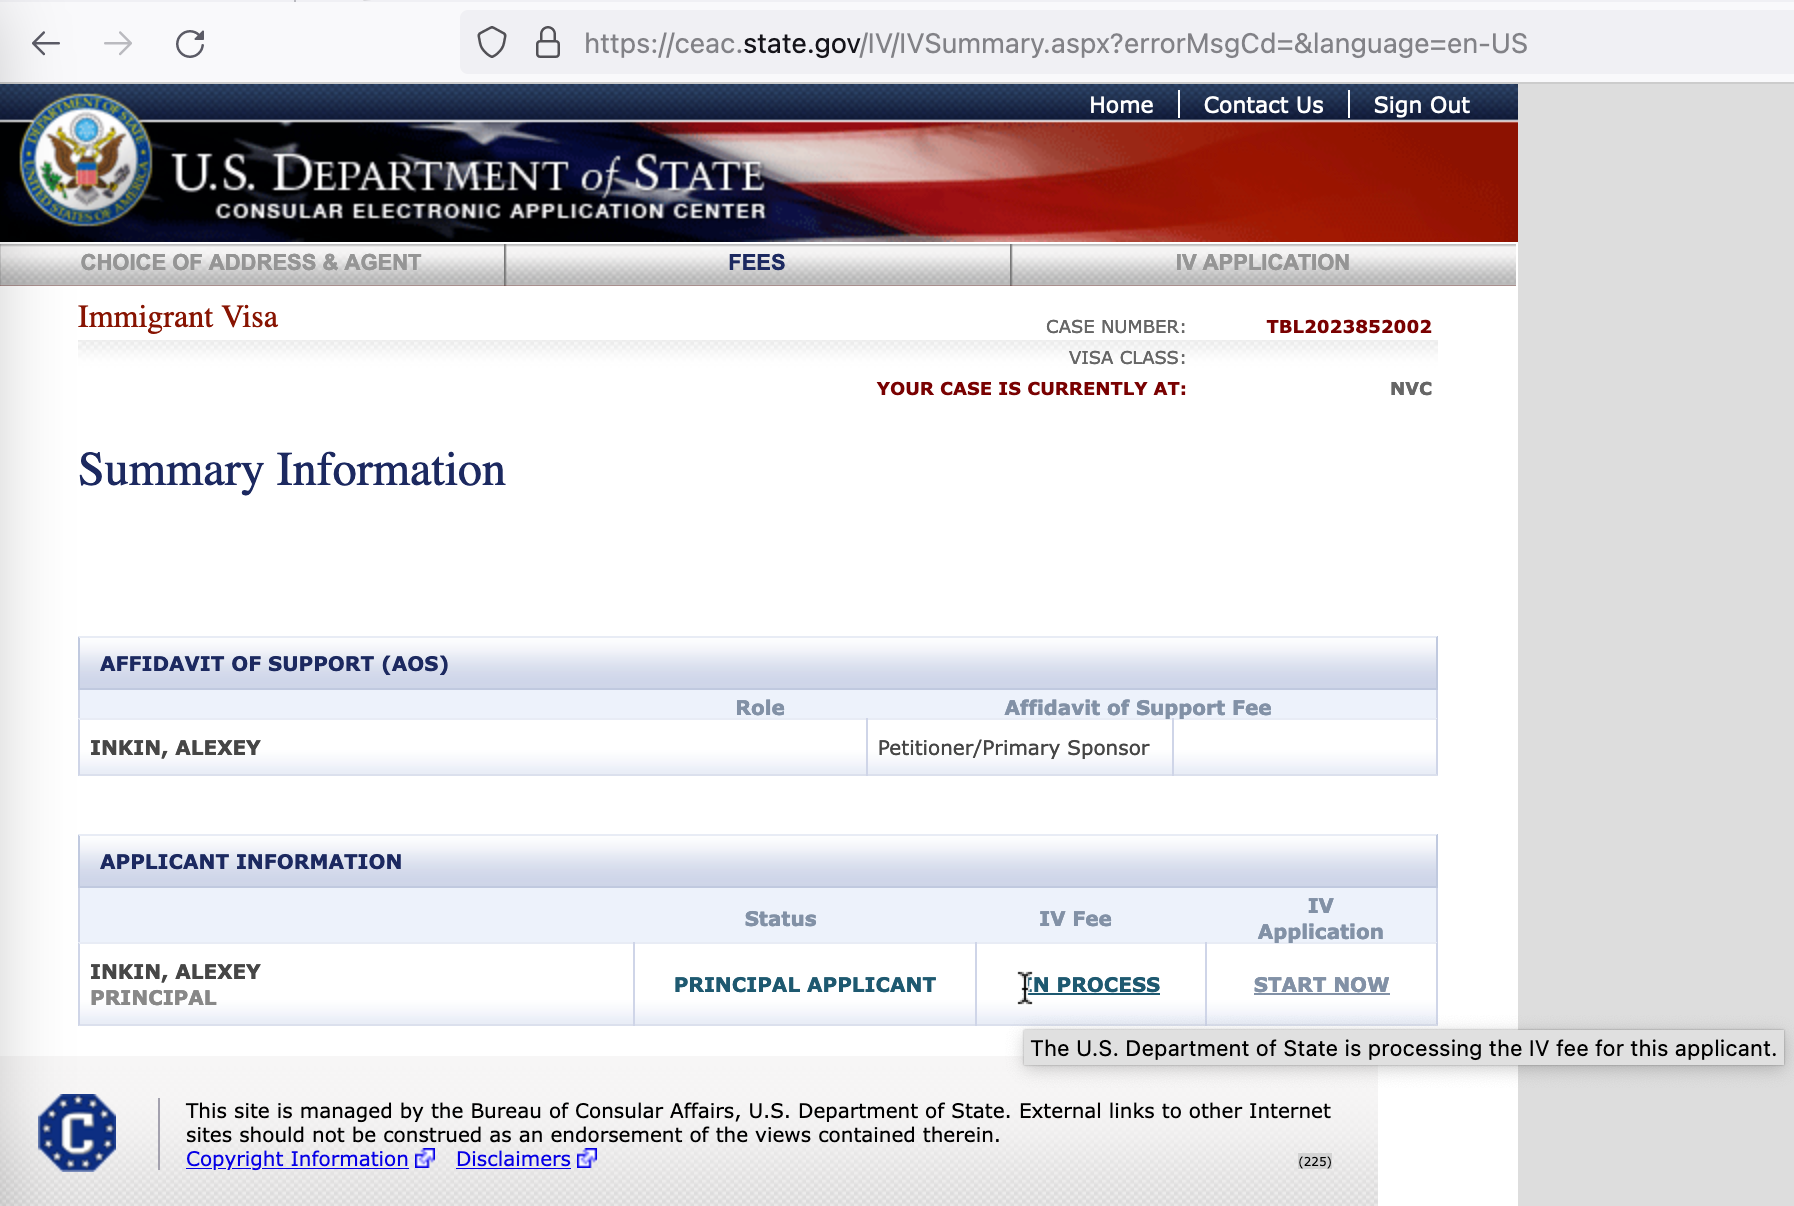 https://ceac.state.gov/IV/IVSummary.aspx?errorMsgCd=&language=en-US
Home | Contact Us | Sign Out
U.S. DEPARTMENT of STATE
CONSULAR ELECTRONIC APPLICATION CENTER
CHOICE OF ADDRESS & AGENT FEES IV APPLICATION
Immigrant Visa
CASE NUMBER: TBL2023852002
VISA CLASS:
YOUR CASE IS CURRENTLY AT: NVC
Summary Information
AFFIDAVIT OF SUPPORT (AOS)
Role Affidavit of Support Fee
INKIN, ALEXEY Petitioner/Primary Sponsor
APPLICANT INFORMATION
Status IV Fee IV Application
INKIN, ALEXEY
PRINCIPAL
PRINCIPAL APPLICANT IN PROCESS START NOW
The U.S. Department of State is processing the IV fee for this applicant.
This site is managed by the Bureau of Consular Affairs, U.S. Department of State. External links to other Internet
sites should not be construed as an endorsement of the views contained therein.
Copyright Information Disclaimers
(225)